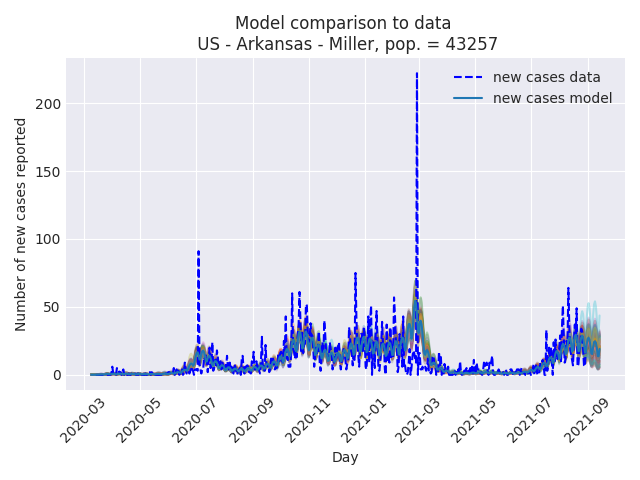 Model comparison to data
US - Arkansas - Miller, pop. = 43257
new cases data
new cases model
Number of new cases reported
200
150
100
50
0
2020-03
2020-05
2020-07
2020-09
2020-11
2021-01
2021-03
2021-05
2021-07
2021-09
Day